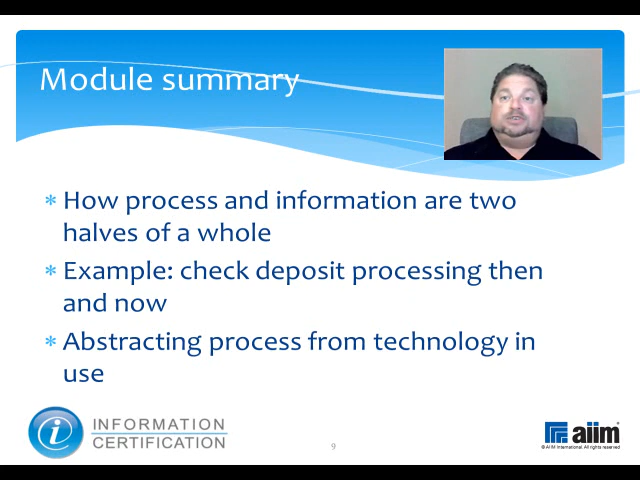 Module summary
* How process and information are two
halves of a whole
* Example: check deposit processing then
and now
* Abstracting process from technology in
use
i INFORMATION
CERTIFICATION
9
aiim®
© AIIM International. All rights reserved